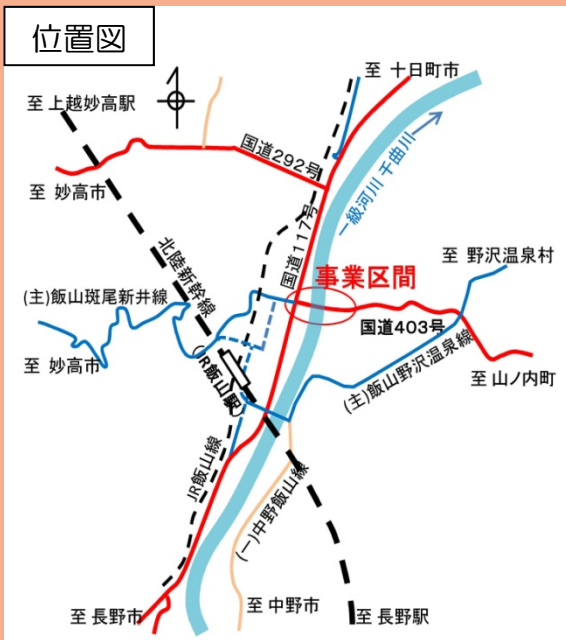 位置図
至 十日町市
至 上越妙高駅
国道292号
一級河川 千曲川
至 妙高市
国道117号
北陸新幹線
至 野沢温泉村
事業区間
(主)飯山斑尾新井線
国道403号
至 妙高市
(JR飯山駅)
至 山ノ内町
(主)飯山野沢温泉線
JR飯山線
(一)中野飯山線
至 長野市
至 中野市
至 長野駅